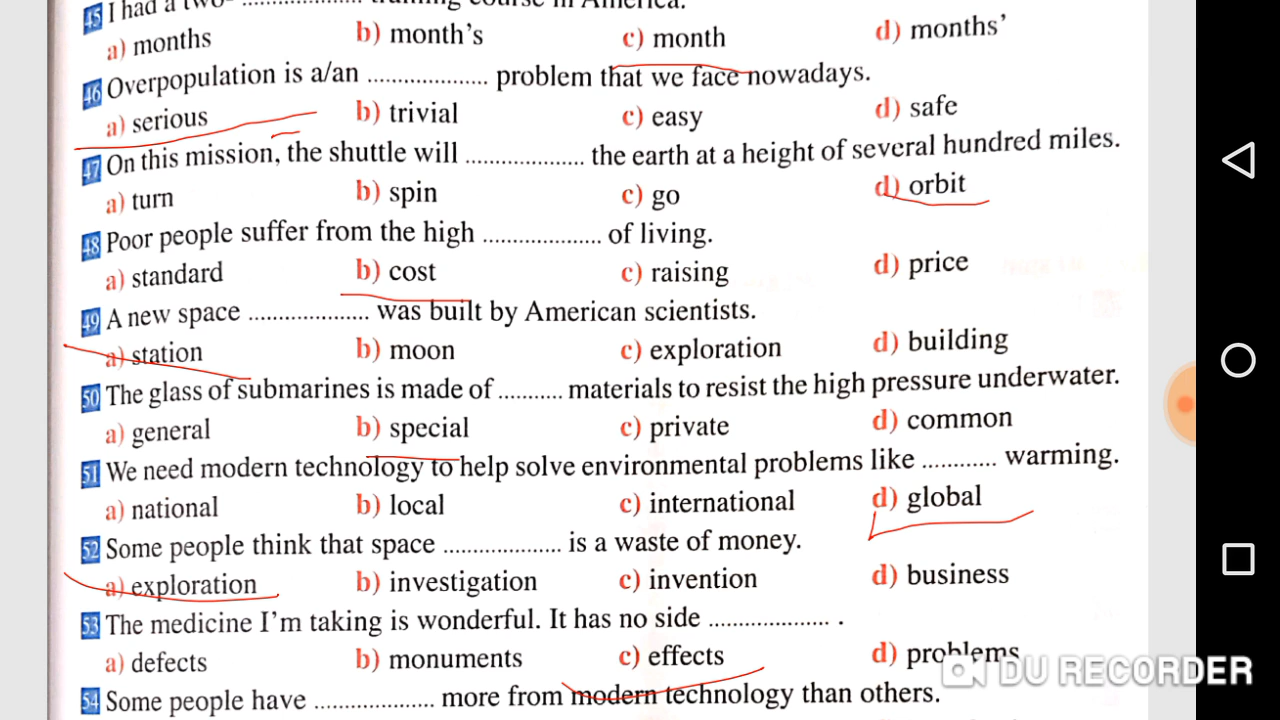 45 I had a two- .................... training course in America.
a) months b) month's c) month d) months'
46 Overpopulation is a/an .................... problem that we face nowadays.
a) serious b) trivial c) easy d) safe
47 On this mission, the shuttle will .................... the earth at a height of several hundred miles.
a) turn b) spin c) go d) orbit
48 Poor people suffer from the high .................... of living.
a) standard b) cost c) raising d) price
49 A new space .................... was built by American scientists.
a) station b) moon c) exploration d) building
50 The glass of submarines is made of ........... materials to resist the high pressure underwater.
a) general b) special c) private d) common
51 We need modern technology to help solve environmental problems like ............ warming.
a) national b) local c) international d) global
52 Some people think that space .................... is a waste of money.
a) exploration b) investigation c) invention d) business
53 The medicine I'm taking is wonderful. It has no side .................... .
a) defects b) monuments c) effects d) problems
DU RECORDER
54 Some people have .................... more from modern technology than others.